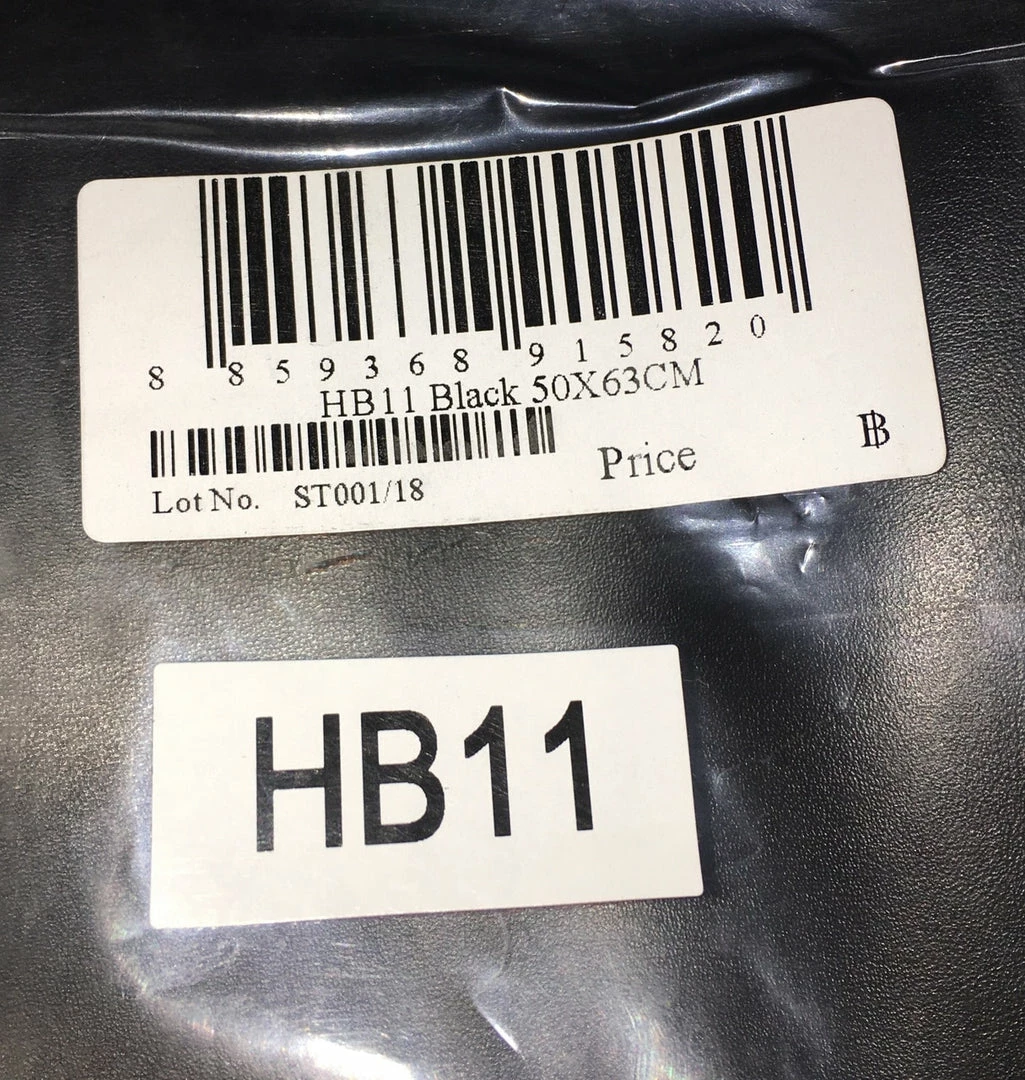 8 859368 915820
HB11 Black 50X63CM
Price ฿
Lot No. ST001/18
HB11